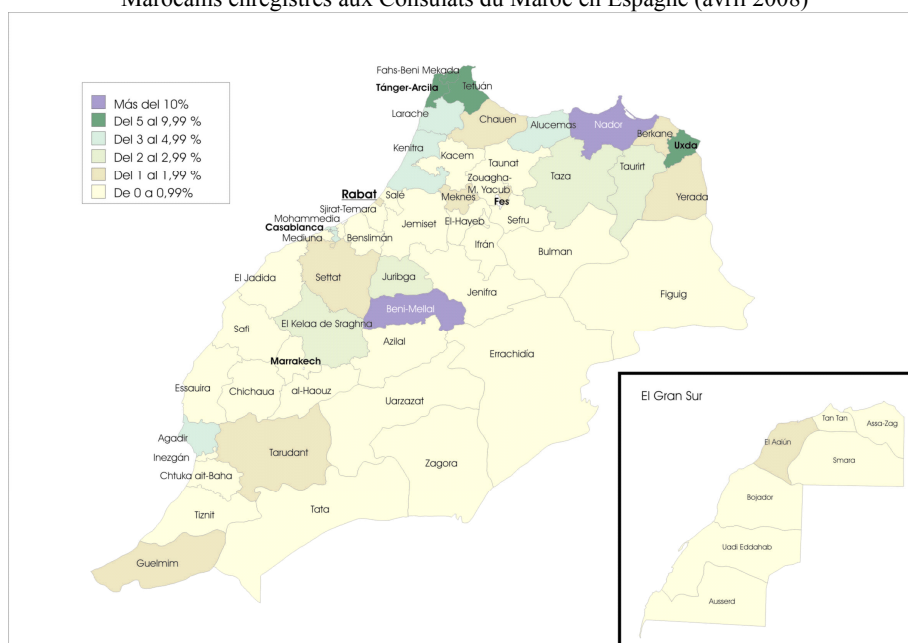 Marocains enregistrés aux Consulats du Maroc en Espagne (avril 2008)
Más del 10%
Del 5 al 9,99 %
Del 3 al 4,99 %
Del 2 al 2,99 %
Del 1 al 1,99 %
De 0 a 0,99%
Fahs-Beni Mekada
Tánger-Arcila
Tetuán
Larache
Chauen
Alucemas
Nador
Berkane
Uxda
Kenitra
Kacem
Taunat
Taza
Taurirt
Zouagha-
M. Yacub
Yerada
Rabat
Salé
Meknes
Fes
Sjirat-Temara
Mohammedia
Jemiset
El-Hayeb
Sefru
Casablanca
Mediuna
Benslimán
Ifrán
Bulman
El Jadida
Settat
Juribga
Jenifra
Figuig
Beni-Mellal
Safi
El Kelaa de Sraghna
Azilal
Errachidía
Marrakech
Essauira
Chichaua
al-Haouz
Uarzazat
Agadir
Inezgán
Tarudant
Zagora
Chtuka ait-Baha
Tiznit
Tata
Guelmim
El Gran Sur
Tan Tan
Assa-Zag
El Aaiún
Smara
Bojador
Uadi Eddahab
Ausserd